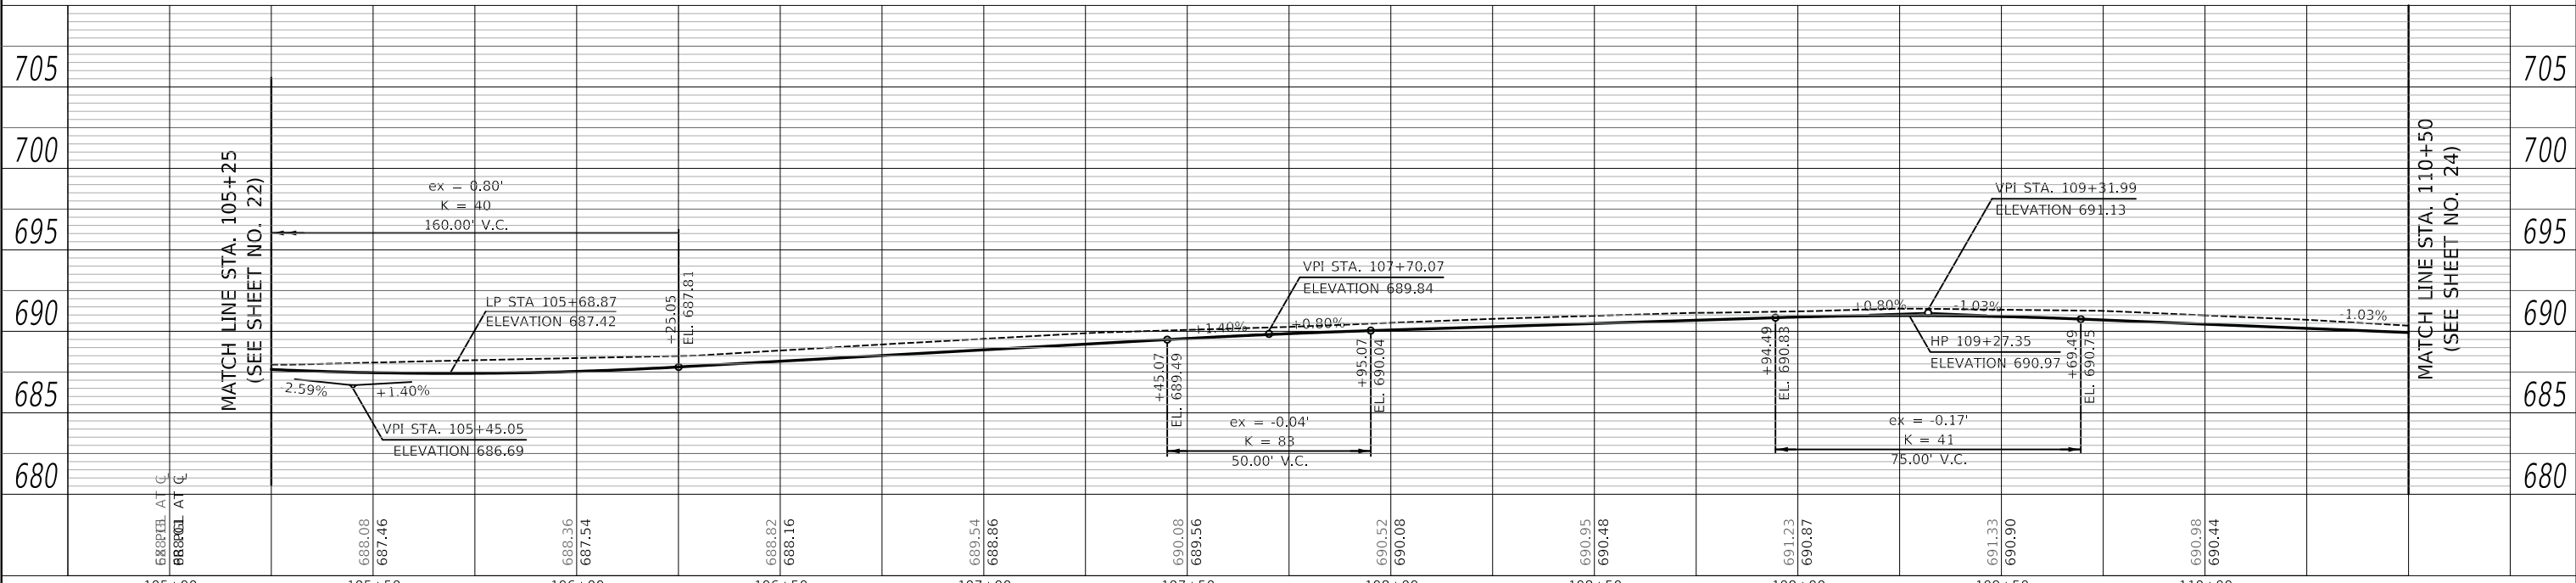 705
700
695
690
685
680
MATCH LINE STA. 105+25
(SEE SHEET NO. 22)
ex = 0.80'
K = 40
160.00' V.C.
LP STA 105+68.87
ELEVATION 687.42
+25.05
EL. 687.81
-2.59%
+1.40%
VPI STA. 105+45.05
ELEVATION 686.69
VPI STA. 107+70.07
ELEVATION 689.84
+1.40%
+0.80%
+45.07
EL. 689.49
+95.07
EL. 690.04
ex = -0.04'
K = 83
50.00' V.C.
VPI STA. 109+31.99
ELEVATION 691.13
+0.80%
-1.03%
HP 109+27.35
ELEVATION 690.97
+94.49
EL. 690.83
+69.49
EL. 690.75
ex = -0.17'
K = 41
75.00' V.C.
-1.03%
MATCH LINE STA. 110+50
(SEE SHEET NO. 24)
705
700
695
690
685
680
688.08
687.46
688.36
687.54
688.82
688.16
689.54
688.86
690.08
689.56
690.52
690.08
690.95
690.48
691.23
690.87
691.33
690.90
690.98
690.44